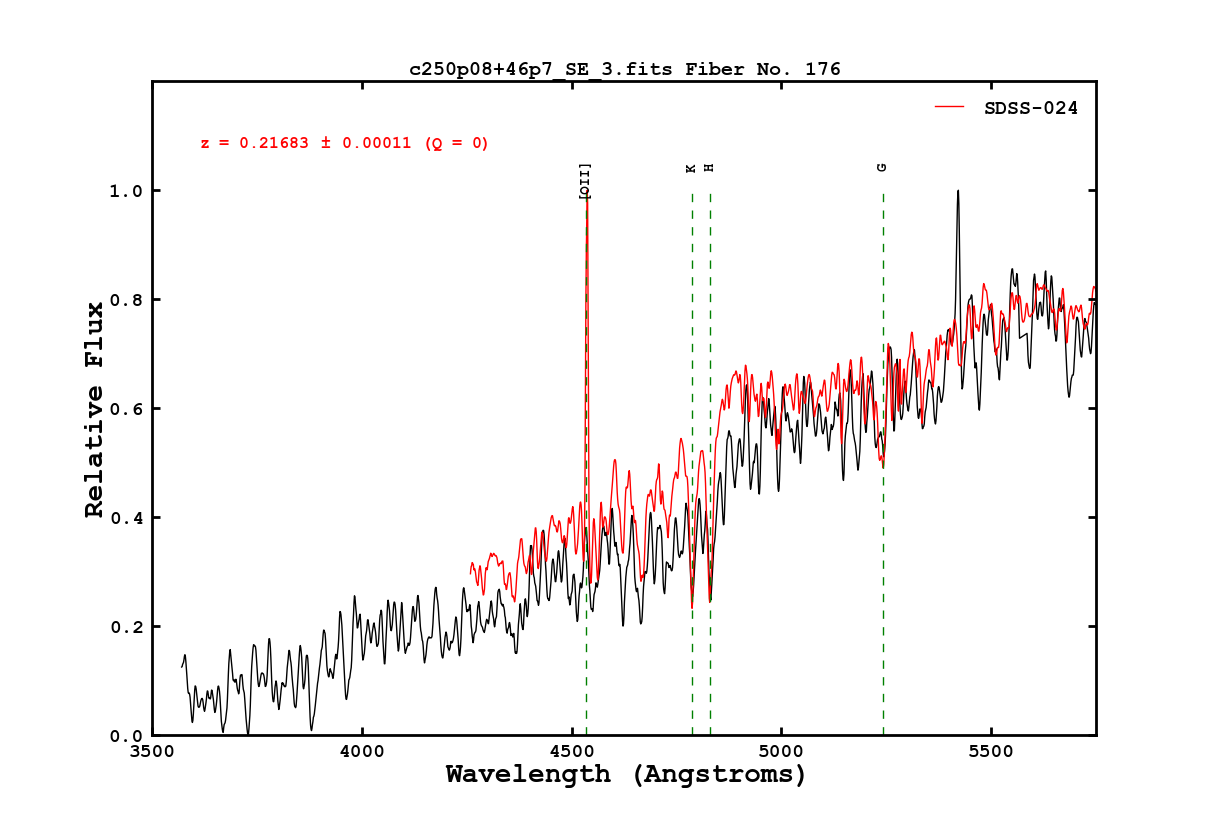 c250p08+46p7_SE_3.fits Fiber No. 176
SDSS-024
z = 0.21683 ± 0.00011 (Q = 0)
[OII]
K
H
G
1.0
0.8
0.6
0.4
0.2
0.0
Relative Flux
3500 4000 4500 5000 5500
Wavelength (Angstroms)